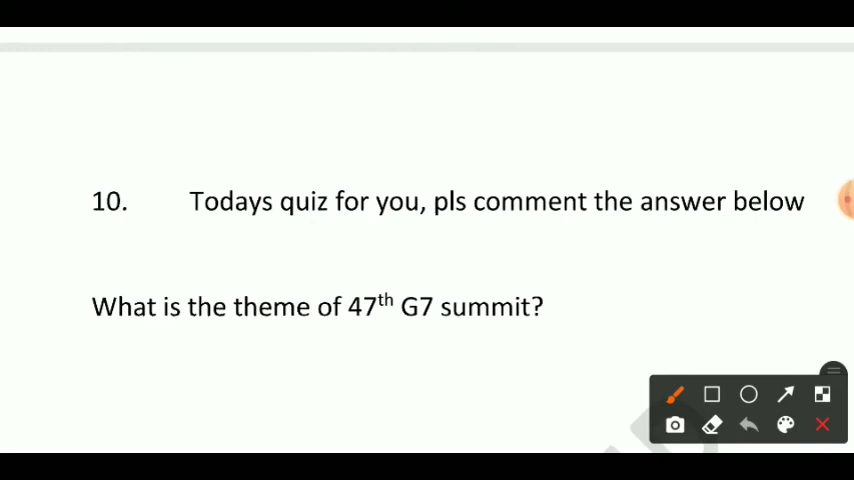 10. Todays quiz for you, pls comment the answer below
What is the theme of 47th G7 summit?